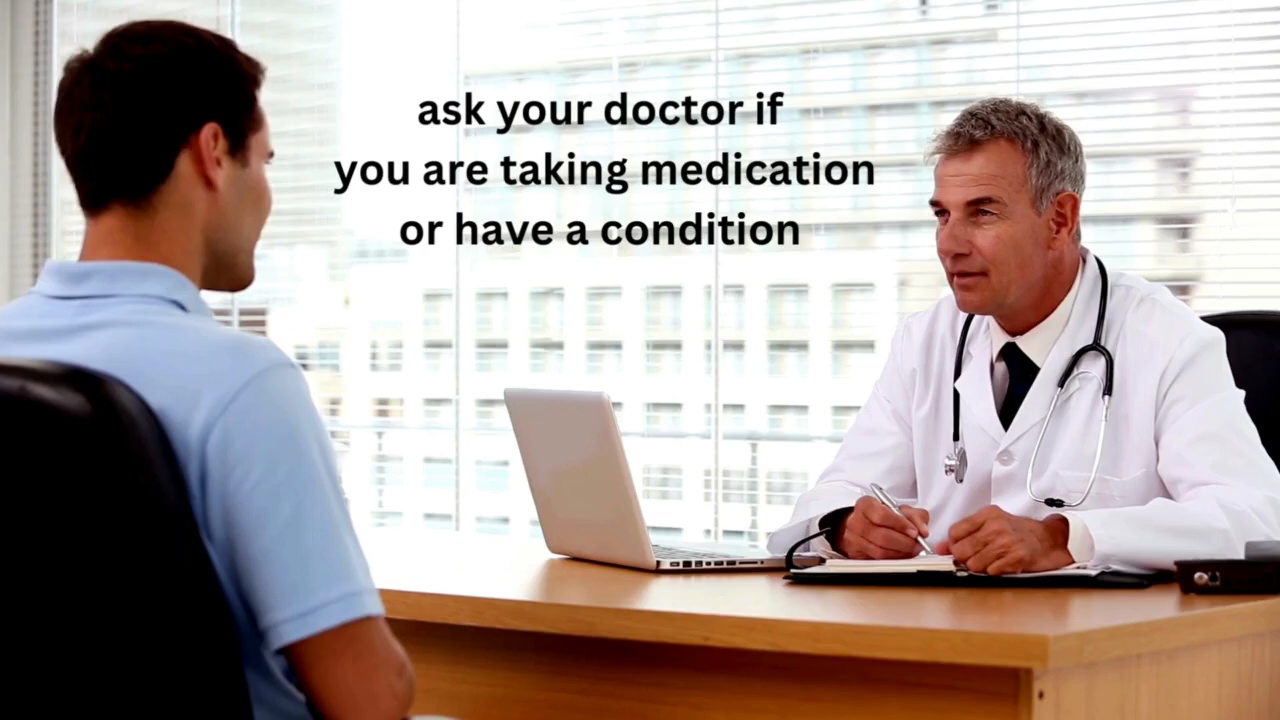 ask your doctor if
you are taking medication
or have a condition